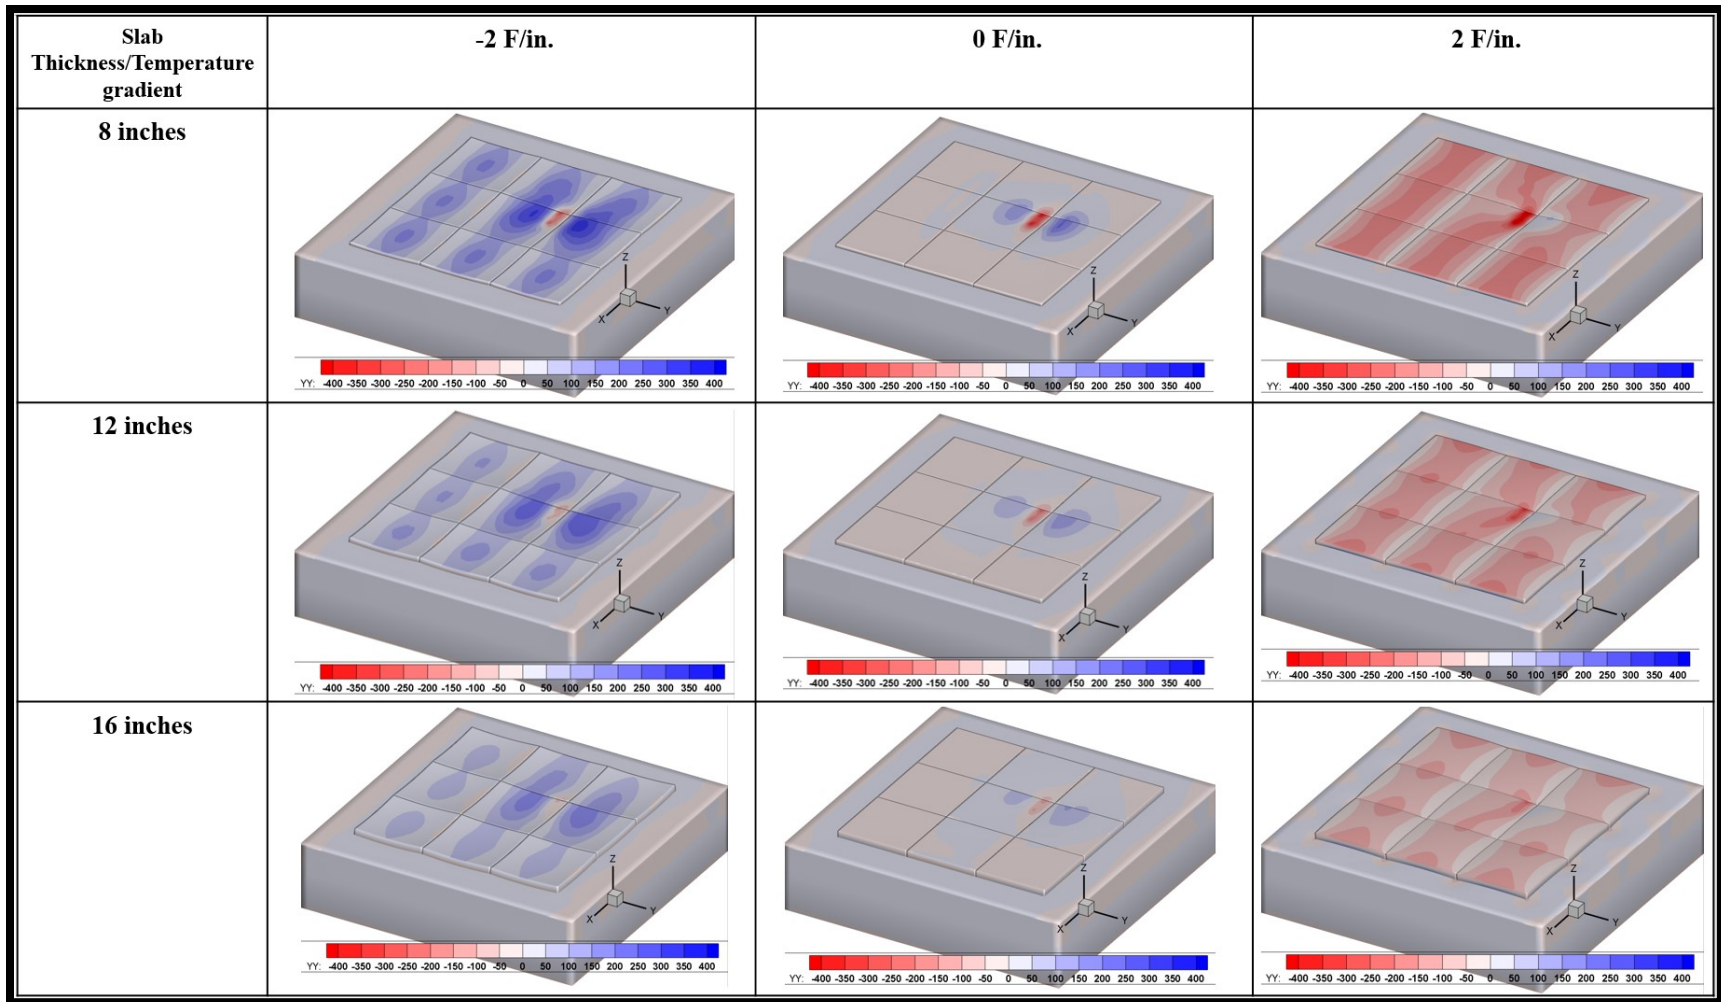 Slab
Thickness/Temperature
gradient
-2 F/in.
0 F/in.
2 F/in.
8 inches
Z
X
Y
YY: -400 -350 -300 -250 -200 -150 -100 -50 0 50 100 150 200 250 300 350 400
Z
X
Y
YY: -400 -350 -300 -250 -200 -150 -100 -50 0 50 100 150 200 250 300 350 400
Z
X
Y
YY: -400 -350 -300 -250 -200 -150 -100 -50 0 50 100 150 200 250 300 350 400
12 inches
Z
X
Y
YY: -400 -350 -300 -250 -200 -150 -100 -50 0 50 100 150 200 250 300 350 400
Z
X
Y
YY: -400 -350 -300 -250 -200 -150 -100 -50 0 50 100 150 200 250 300 350 400
Z
X
Y
YY: -400 -350 -300 -250 -200 -150 -100 -50 0 50 100 150 200 250 300 350 400
16 inches
Z
X
Y
YY: -400 -350 -300 -250 -200 -150 -100 -50 0 50 100 150 200 250 300 350 400
Z
X
Y
YY: -400 -350 -300 -250 -200 -150 -100 -50 0 50 100 150 200 250 300 350 400
Z
X
Y
YY: -400 -350 -300 -250 -200 -150 -100 -50 0 50 100 150 200 250 300 350 400